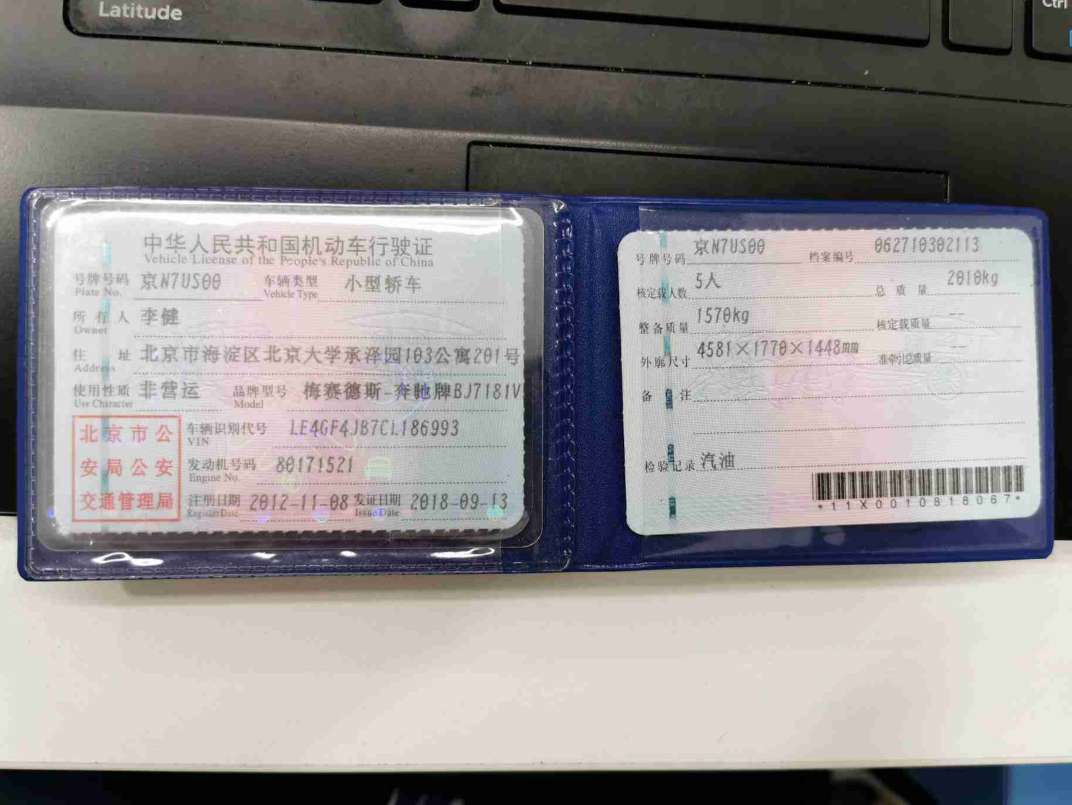 Latitude
Ctrl
中华人民共和国机动车行驶证
Vehicle License of the People's Republic of China
号牌号码 京N7US00 车辆类型 小型轿车
Plate No. Vehicle Type
所有人 李健
Owner
住址 北京市海淀区北京大学承泽园103公寓201号
Address
使用性质 非营运 品牌型号 梅赛德斯-奔驰牌BJ7181V
Use Character Model
北京市公
安局公安
交通管理局
车辆识别代号 LE4GF4JB7CL186993
VIN
发动机号码 80171521
Engine No.
注册日期 2012-11-08 发证日期 2018-09-13
Register Date Issue Date
号牌号码 京N7US00 档案编号 062710302113
核定载人数 5人 总质量 2010kg
整备质量 1570kg 核定载质量 --
外廓尺寸 4581×1770×1448mm 准牵引总质量 --
备注
检验记录 汽油
*11X0010818067*